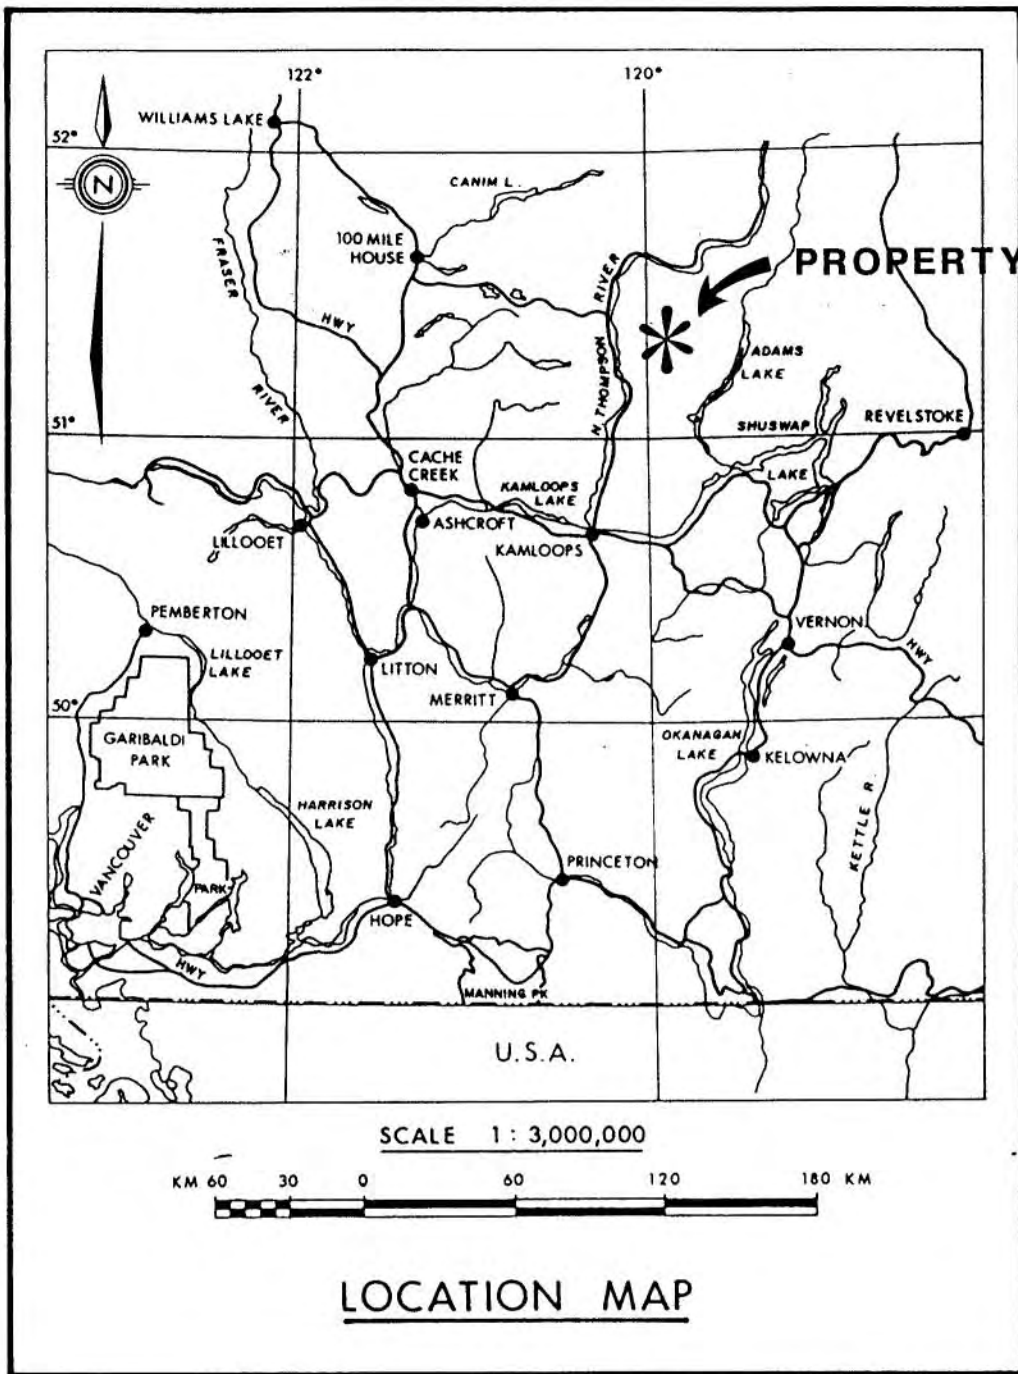 122°
120°
WILLIAMS LAKE
52°
N
CANIM L.
100 MILE
HOUSE
FRASER
RIVER
PROPERTY
HWY
N. THOMPSON
RIVER
ADAMS
LAKE
51°
SHUSWAP
LAKE
REVELSTOKE
CACHE
CREEK
KAMLOOPS
LAKE
ASHCROFT
LILLOOET
KAMLOOPS
PEMBERTON
VERNON
LILLOOET
LAKE
LITTON
HWY
MERRITT
50°
GARIBALDI
PARK
OKANAGAN
LAKE
KELOWNA
HARRISON
LAKE
KETTLE R.
VANCOUVER
PRINCETON
PARK
HOPE
HWY
MANNING PK
U.S.A.
SCALE 1 : 3,000,000
KM 60 30 0 60 120 180 KM
LOCATION MAP